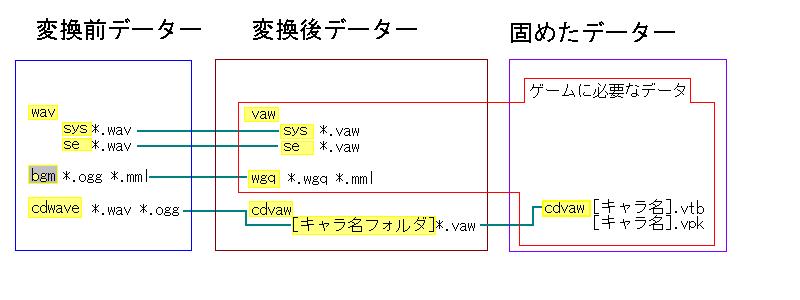 変換前データー
変換後データー
固めたデーター
ゲームに必要なデータ
wav
sys *.wav
se *.wav
bgm *.ogg *.mml
cdwave *.wav *.ogg
vaw
sys *.vaw
se *.vaw
wgq *.wgq *.mml
cdvaw
[キャラ名フォルダ]*.vaw
cdvaw [キャラ名].vtb
[キャラ名].vpk